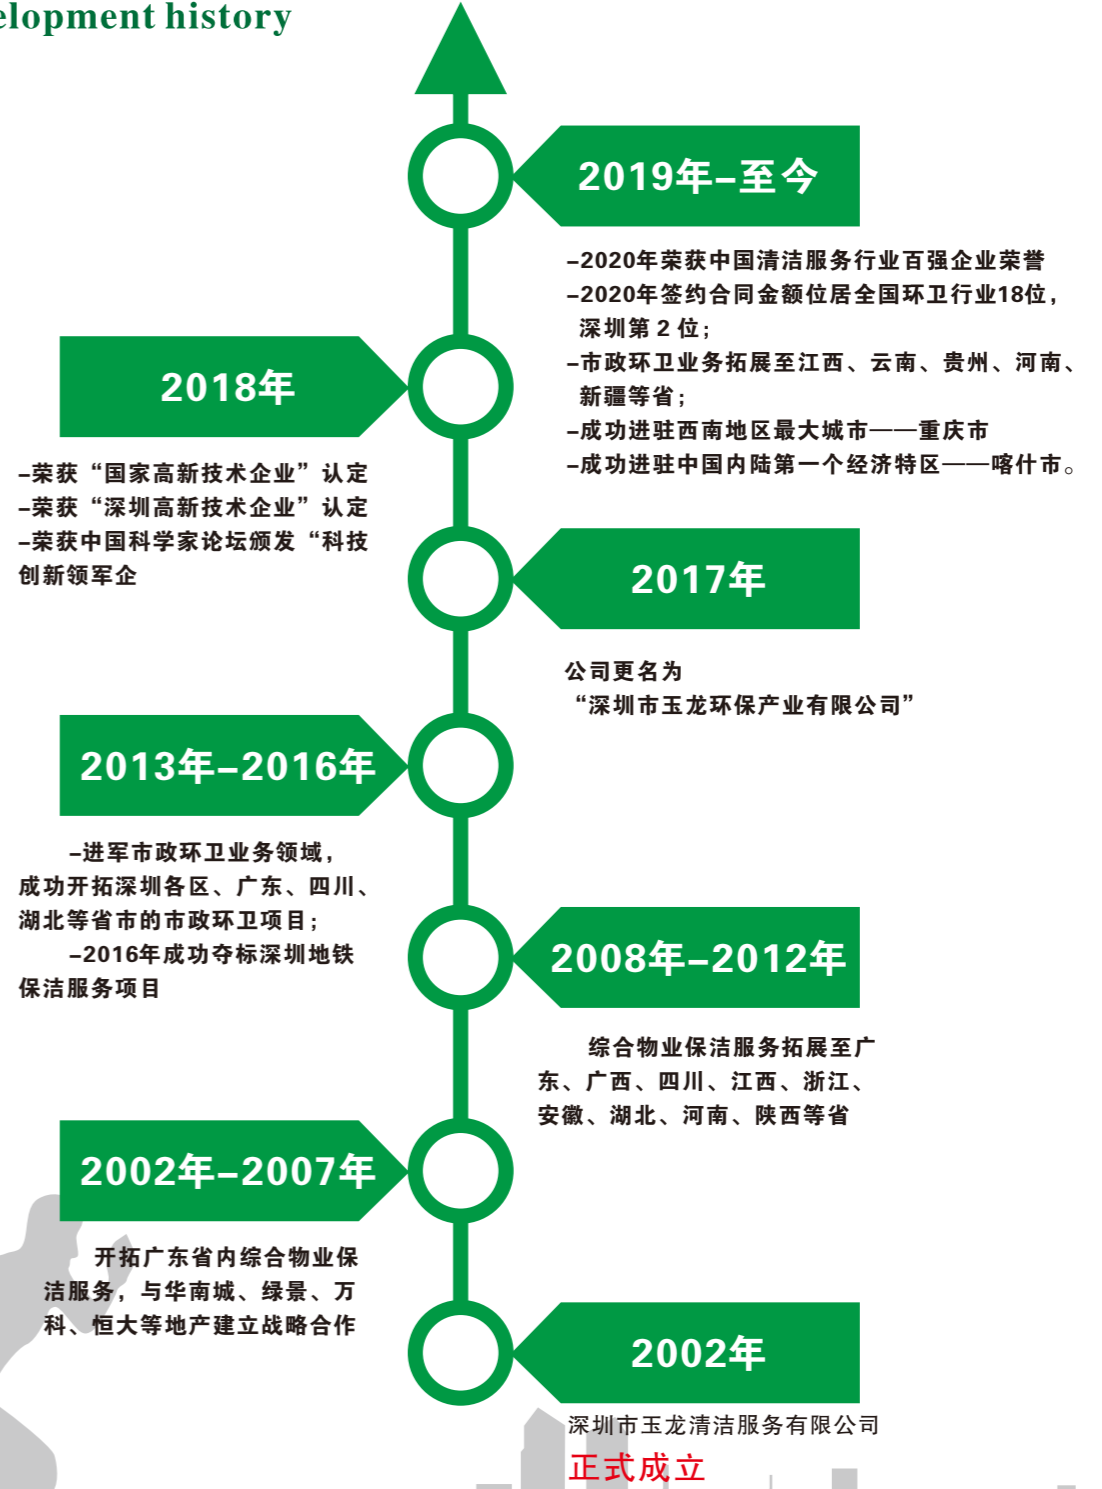 elopment history
2019年-至今
-2020年荣获中国清洁服务行业百强企业荣誉
-2020年签约合同金额位居全国环卫行业18位，
深圳第 2 位；
-市政环卫业务拓展至江西、云南、贵州、河南、
新疆等省；
-成功进驻西南地区最大城市——重庆市
-成功进驻中国内陆第一个经济特区——喀什市。
2018年
-荣获“国家高新技术企业”认定
-荣获“深圳高新技术企业”认定
-荣获中国科学家论坛颁发“科技
创新领军企
2017年
公司更名为
“深圳市玉龙环保产业有限公司”
2013年-2016年
-进军市政环卫业务领域，
成功开拓深圳各区、广东、四川、
湖北等省市的市政环卫项目；
-2016年成功夺标深圳地铁
保洁服务项目
2008年-2012年
综合物业保洁服务拓展至广
东、广西、四川、江西、浙江、
安徽、湖北、河南、陕西等省
2002年-2007年
开拓广东省内综合物业保
洁服务，与华南城、绿景、万
科、恒大等地产建立战略合作
2002年
深圳市玉龙清洁服务有限公司
正式成立